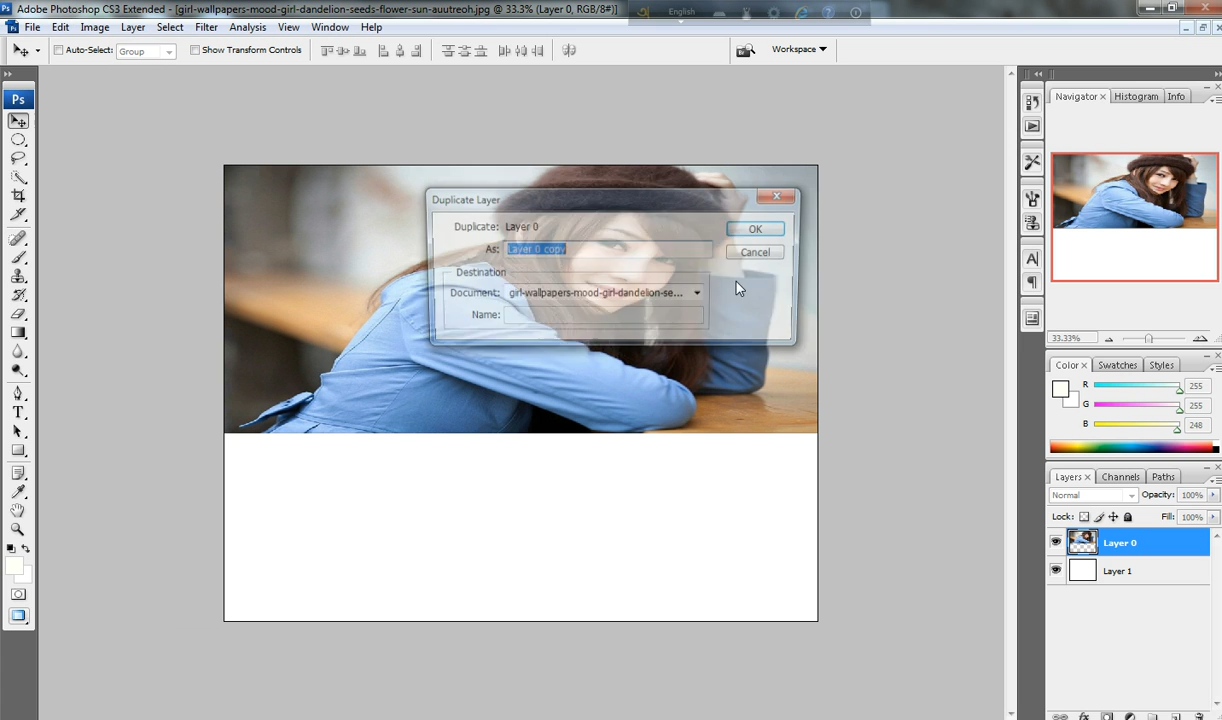 Adobe Photoshop CS3 Extended - [girl-wallpapers-mood-girl-dandelion-seeds-flower-sun-auutreoh.jpg @ 33.3% (Layer 0, RGB/8#)]
English
File Edit Image Layer Select Filter Analysis View Window Help
Auto-Select: Group Show Transform Controls Workspace
Ps
Navigator Histogram Info
33.33%
Duplicate Layer
Duplicate: Layer 0
OK
As: Layer 0 copy
Cancel
Destination
Document: girl-wallpapers-mood-girl-dandelion-se...
Name:
Color Swatches Styles
R 255
G 255
B 248
Layers Channels Paths
Normal Opacity: 100%
Lock: Fill: 100%
Layer 0
Layer 1